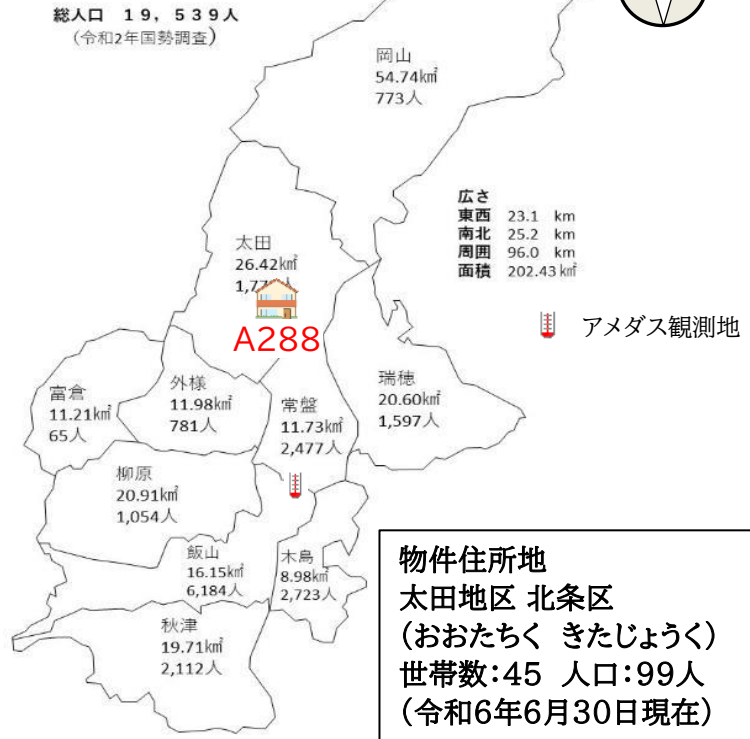 総人口 19，539人
(令和2年国勢調査)
岡山
54.74㎢
773人
広さ
東西 23.1 km
南北 25.2 km
周囲 96.0 km
面積 202.43㎢
アメダス観測地
太田
26.42㎢
A288
富倉
11.21㎢
65人
外様
11.98㎢
781人
常盤
11.73㎢
2,477人
瑞穂
20.60㎢
1,597人
柳原
20.91㎢
1,054人
飯山
16.15㎢
6,184人
木島
8.98㎢
2,723人
秋津
19.71㎢
2,112人
物件住所地
太田地区 北条区
(おおたちく きたじょうく)
世帯数:45 人口:99人
(令和6年6月30日現在)